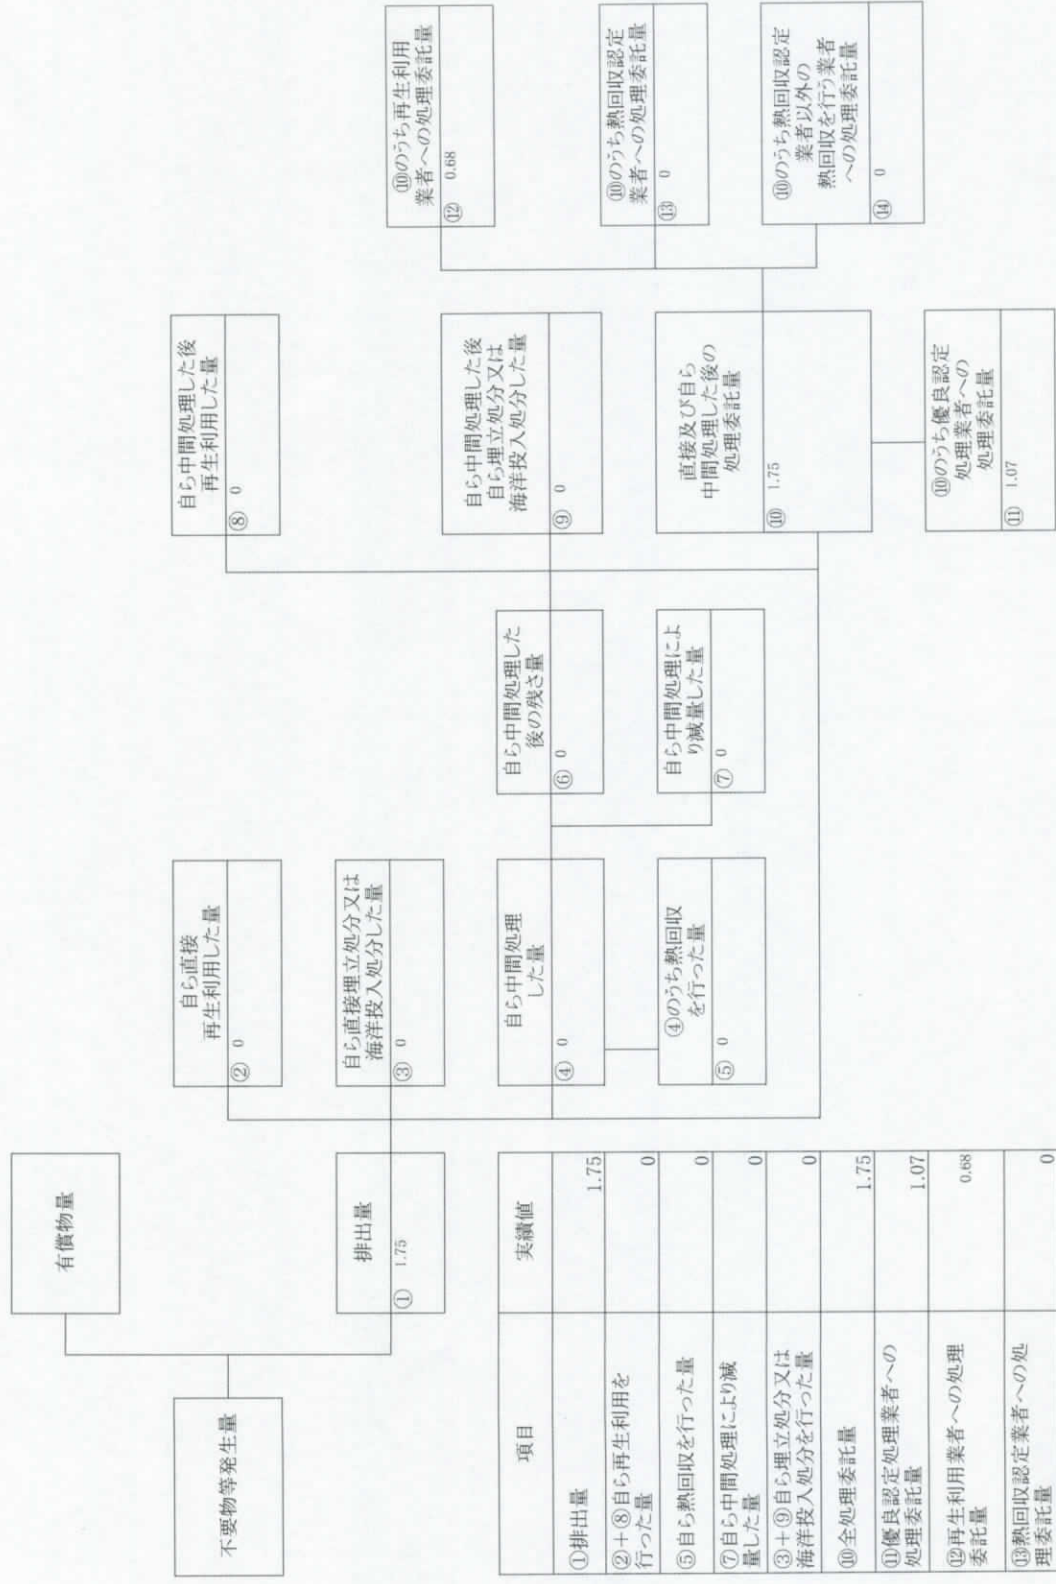 有償物量
不要物等発生量
排出量
① 1.75
自ら直接
再生利用した量
② 0
自ら直接埋立処分又は
海洋投入処分した量
③ 0
自ら中間処理
した量
④ 0
④のうち熱回収
を行った量
⑤ 0
自ら中間処理した
後の残さ量
⑥ 0
自ら中間処理によ
り減量した量
⑦ 0
自ら中間処理した後
再生利用した量
⑧ 0
自ら中間処理した後
自ら埋立処分又は
海洋投入処分した量
⑨ 0
直接及び自ら
中間処理した後の
処理委託量
⑩ 1.75
⑩のうち優良認定
処理業者への
処理委託量
⑪ 1.07
⑩のうち再生利用
業者への処理委託量
⑫ 0.68
⑩のうち熱回収認定
業者への処理委託量
⑬ 0
⑩のうち熱回収認定
業者以外の
熱回収を行う業者
への処理委託量
⑭ 0
項目 実績値
①排出量 1.75
②+⑧自ら再生利用を
行った量 0
⑤自ら熱回収を行った量 0
⑦自ら中間処理により減
量した量 0
③+⑨自ら埋立処分又は
海洋投入処分を行った量 0
⑩全処理委託量 1.75
⑪優良認定処理業者への
処理委託量 1.07
⑫再生利用業者への処理
委託量 0.68
⑬熱回収認定業者への処
理委託量 0